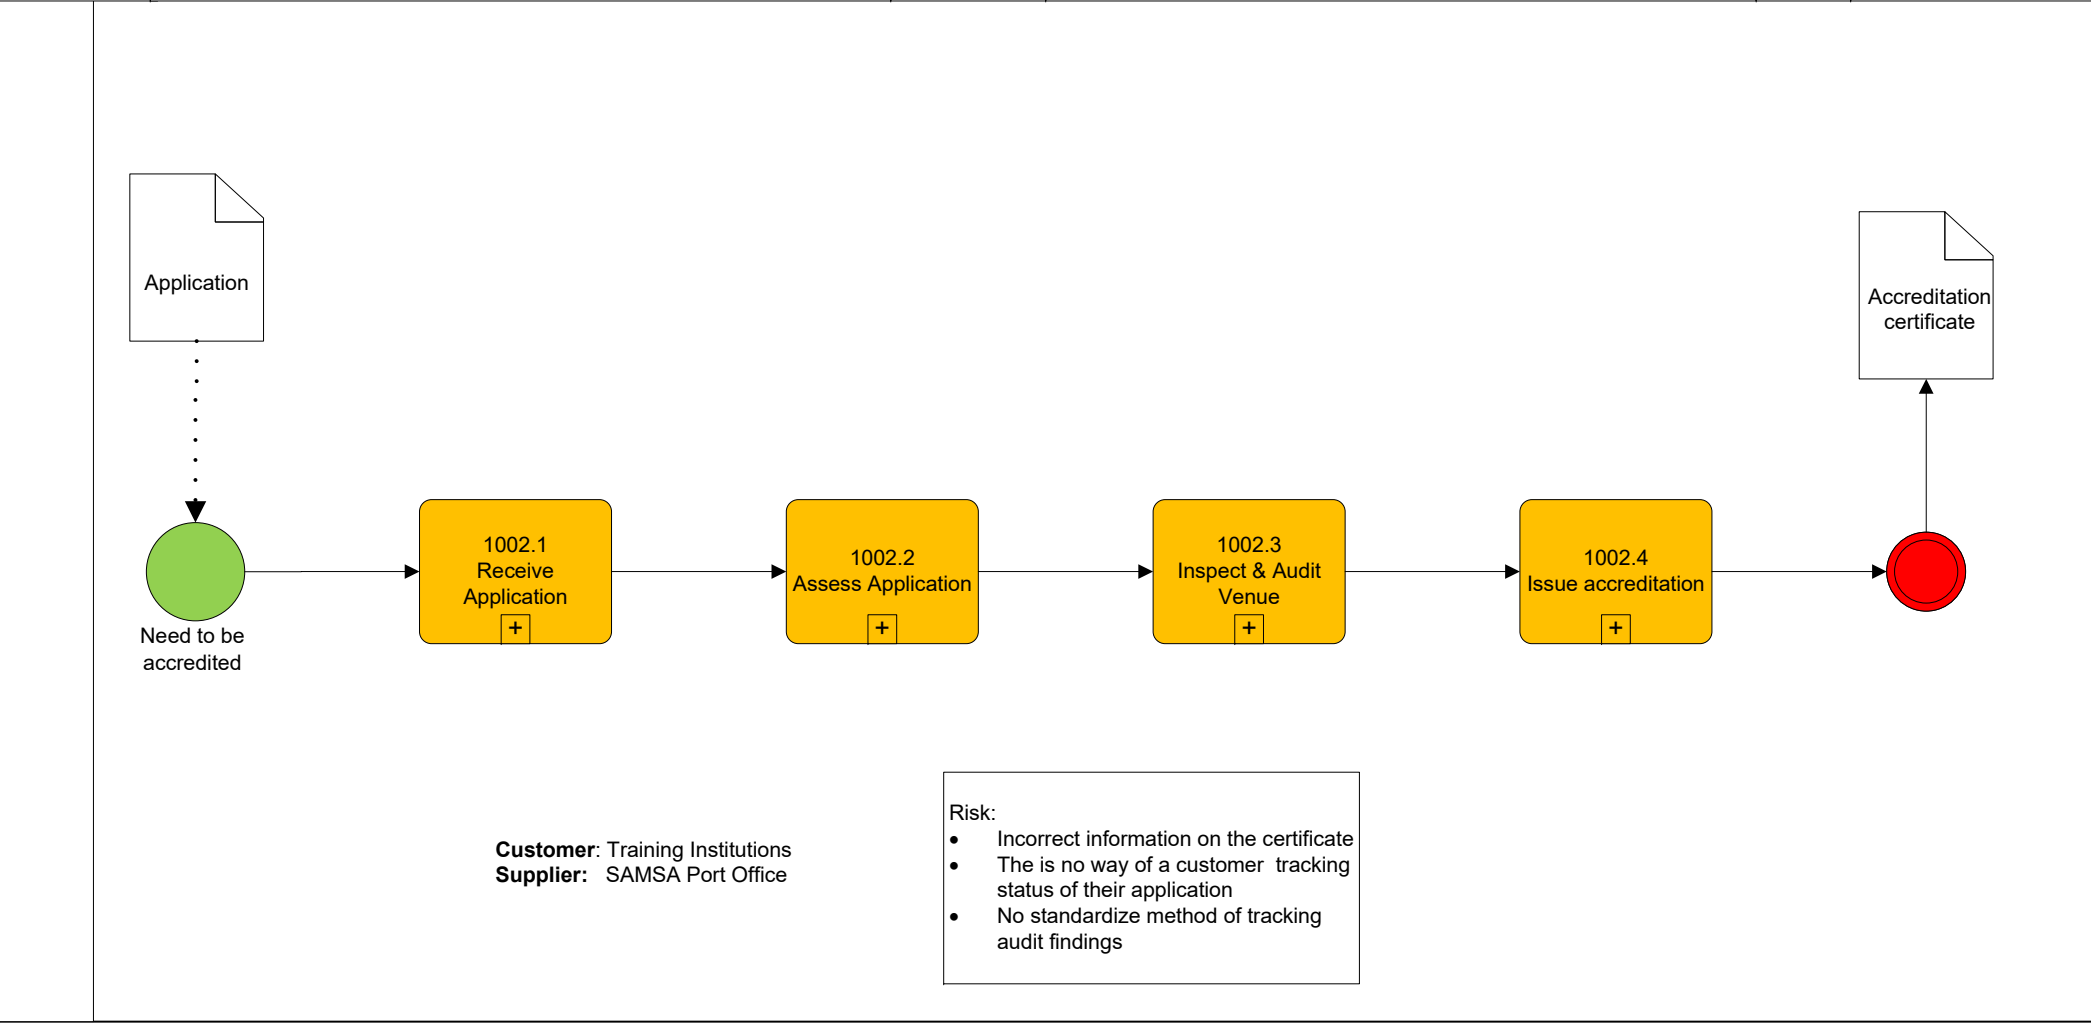 Application
Accreditation
certificate
Need to be
accredited
1002.1
Receive
Application
+
1002.2
Assess Application
+
1002.3
Inspect & Audit
Venue
+
1002.4
Issue accreditation
+
Customer: Training Institutions
Supplier: SAMSA Port Office
Risk:
• Incorrect information on the certificate
• The is no way of a customer tracking
status of their application
• No standardize method of tracking
audit findings